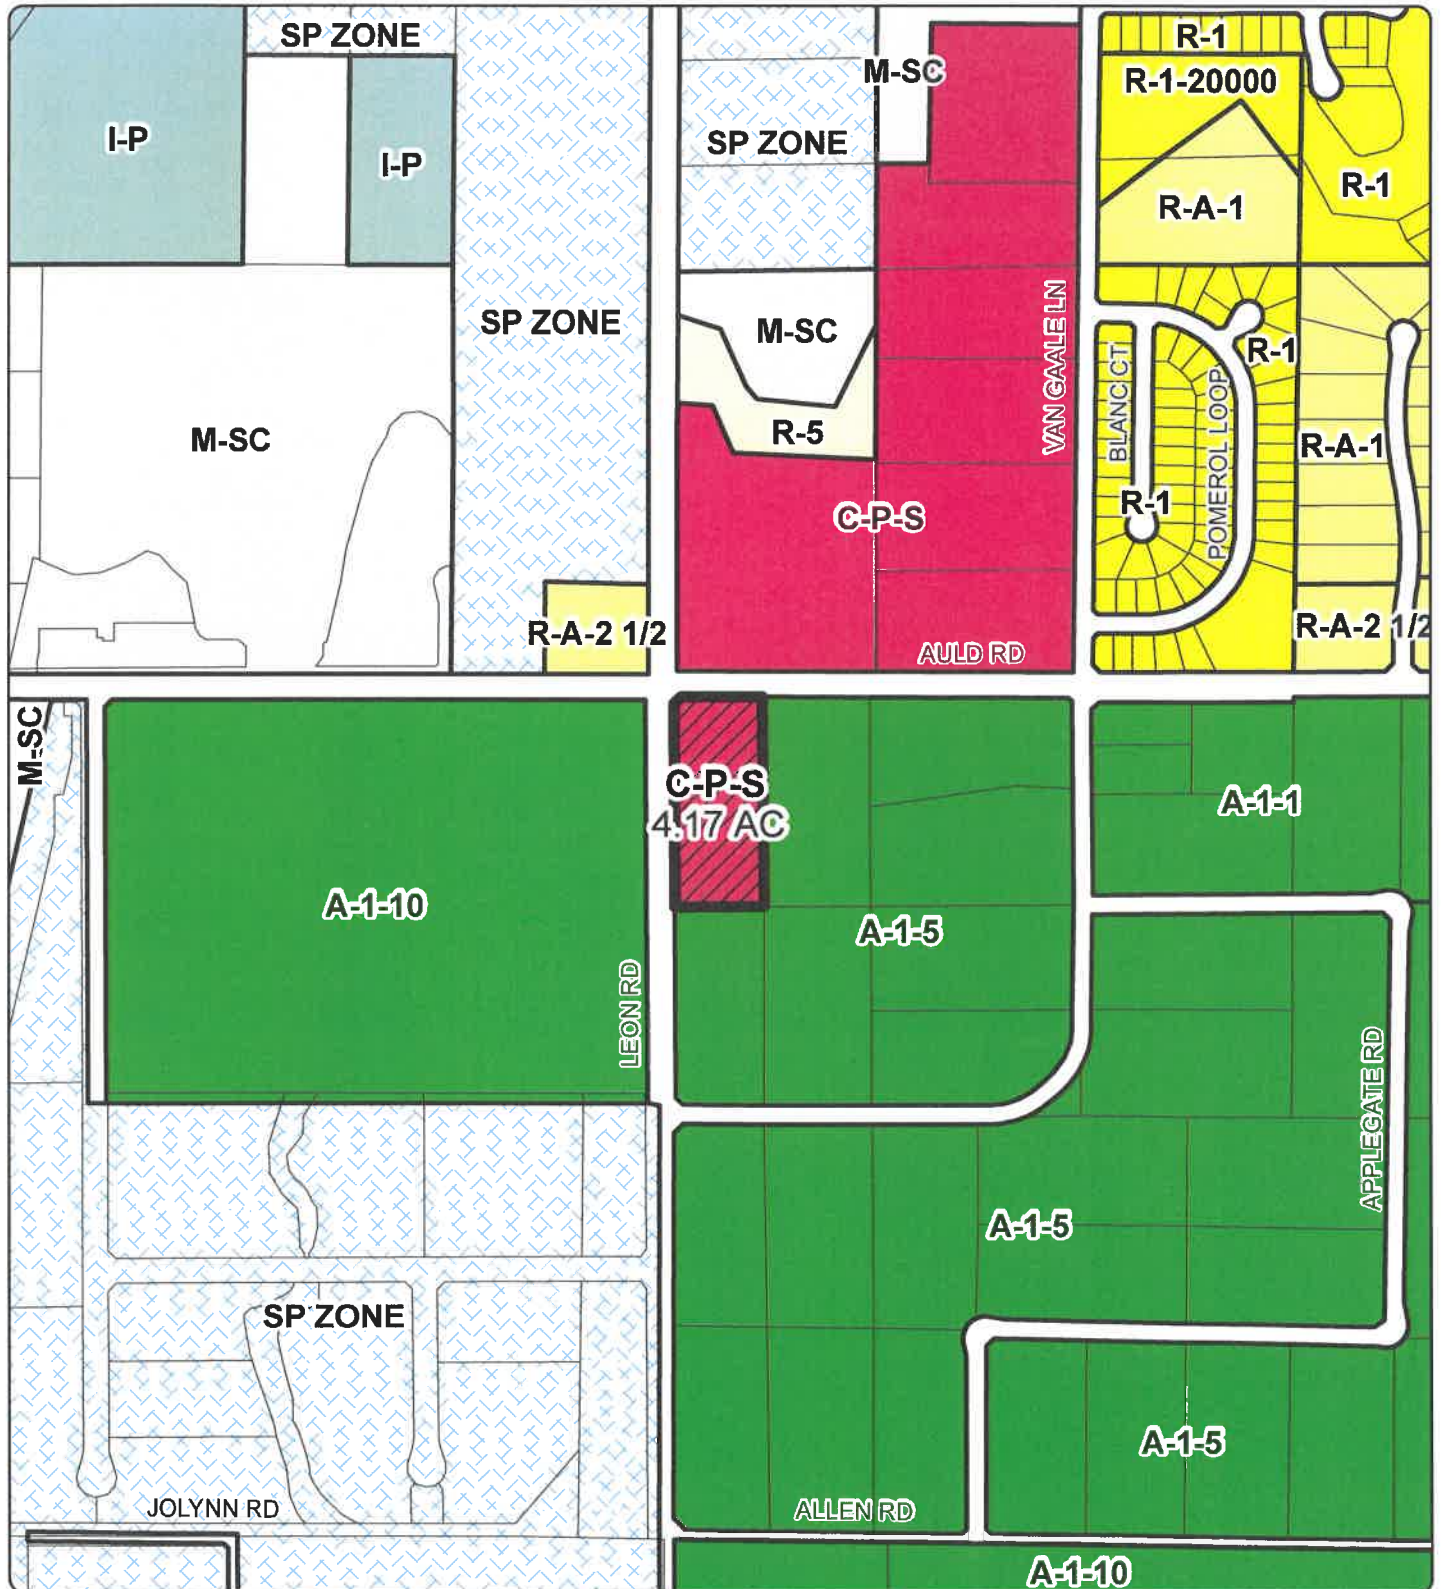 SP ZONE
R-1
M-SC
R-1-20000
I-P
I-P
SP ZONE
R-1
R-A-1
SP ZONE
M-SC
VAN GAALE LN
R-1
BLANC CT
POMEROL LOOP
R-5
M-SC
R-A-1
R-1
C-P-S
R-A-2 1/2
R-A-2 1/2
AULD RD
M-SC
C-P-S
4.17 AC
A-1-1
A-1-10
A-1-5
LEON RD
APPLEGATE RD
A-1-5
SP ZONE
A-1-5
JOLYNN RD
ALLEN RD
A-1-10